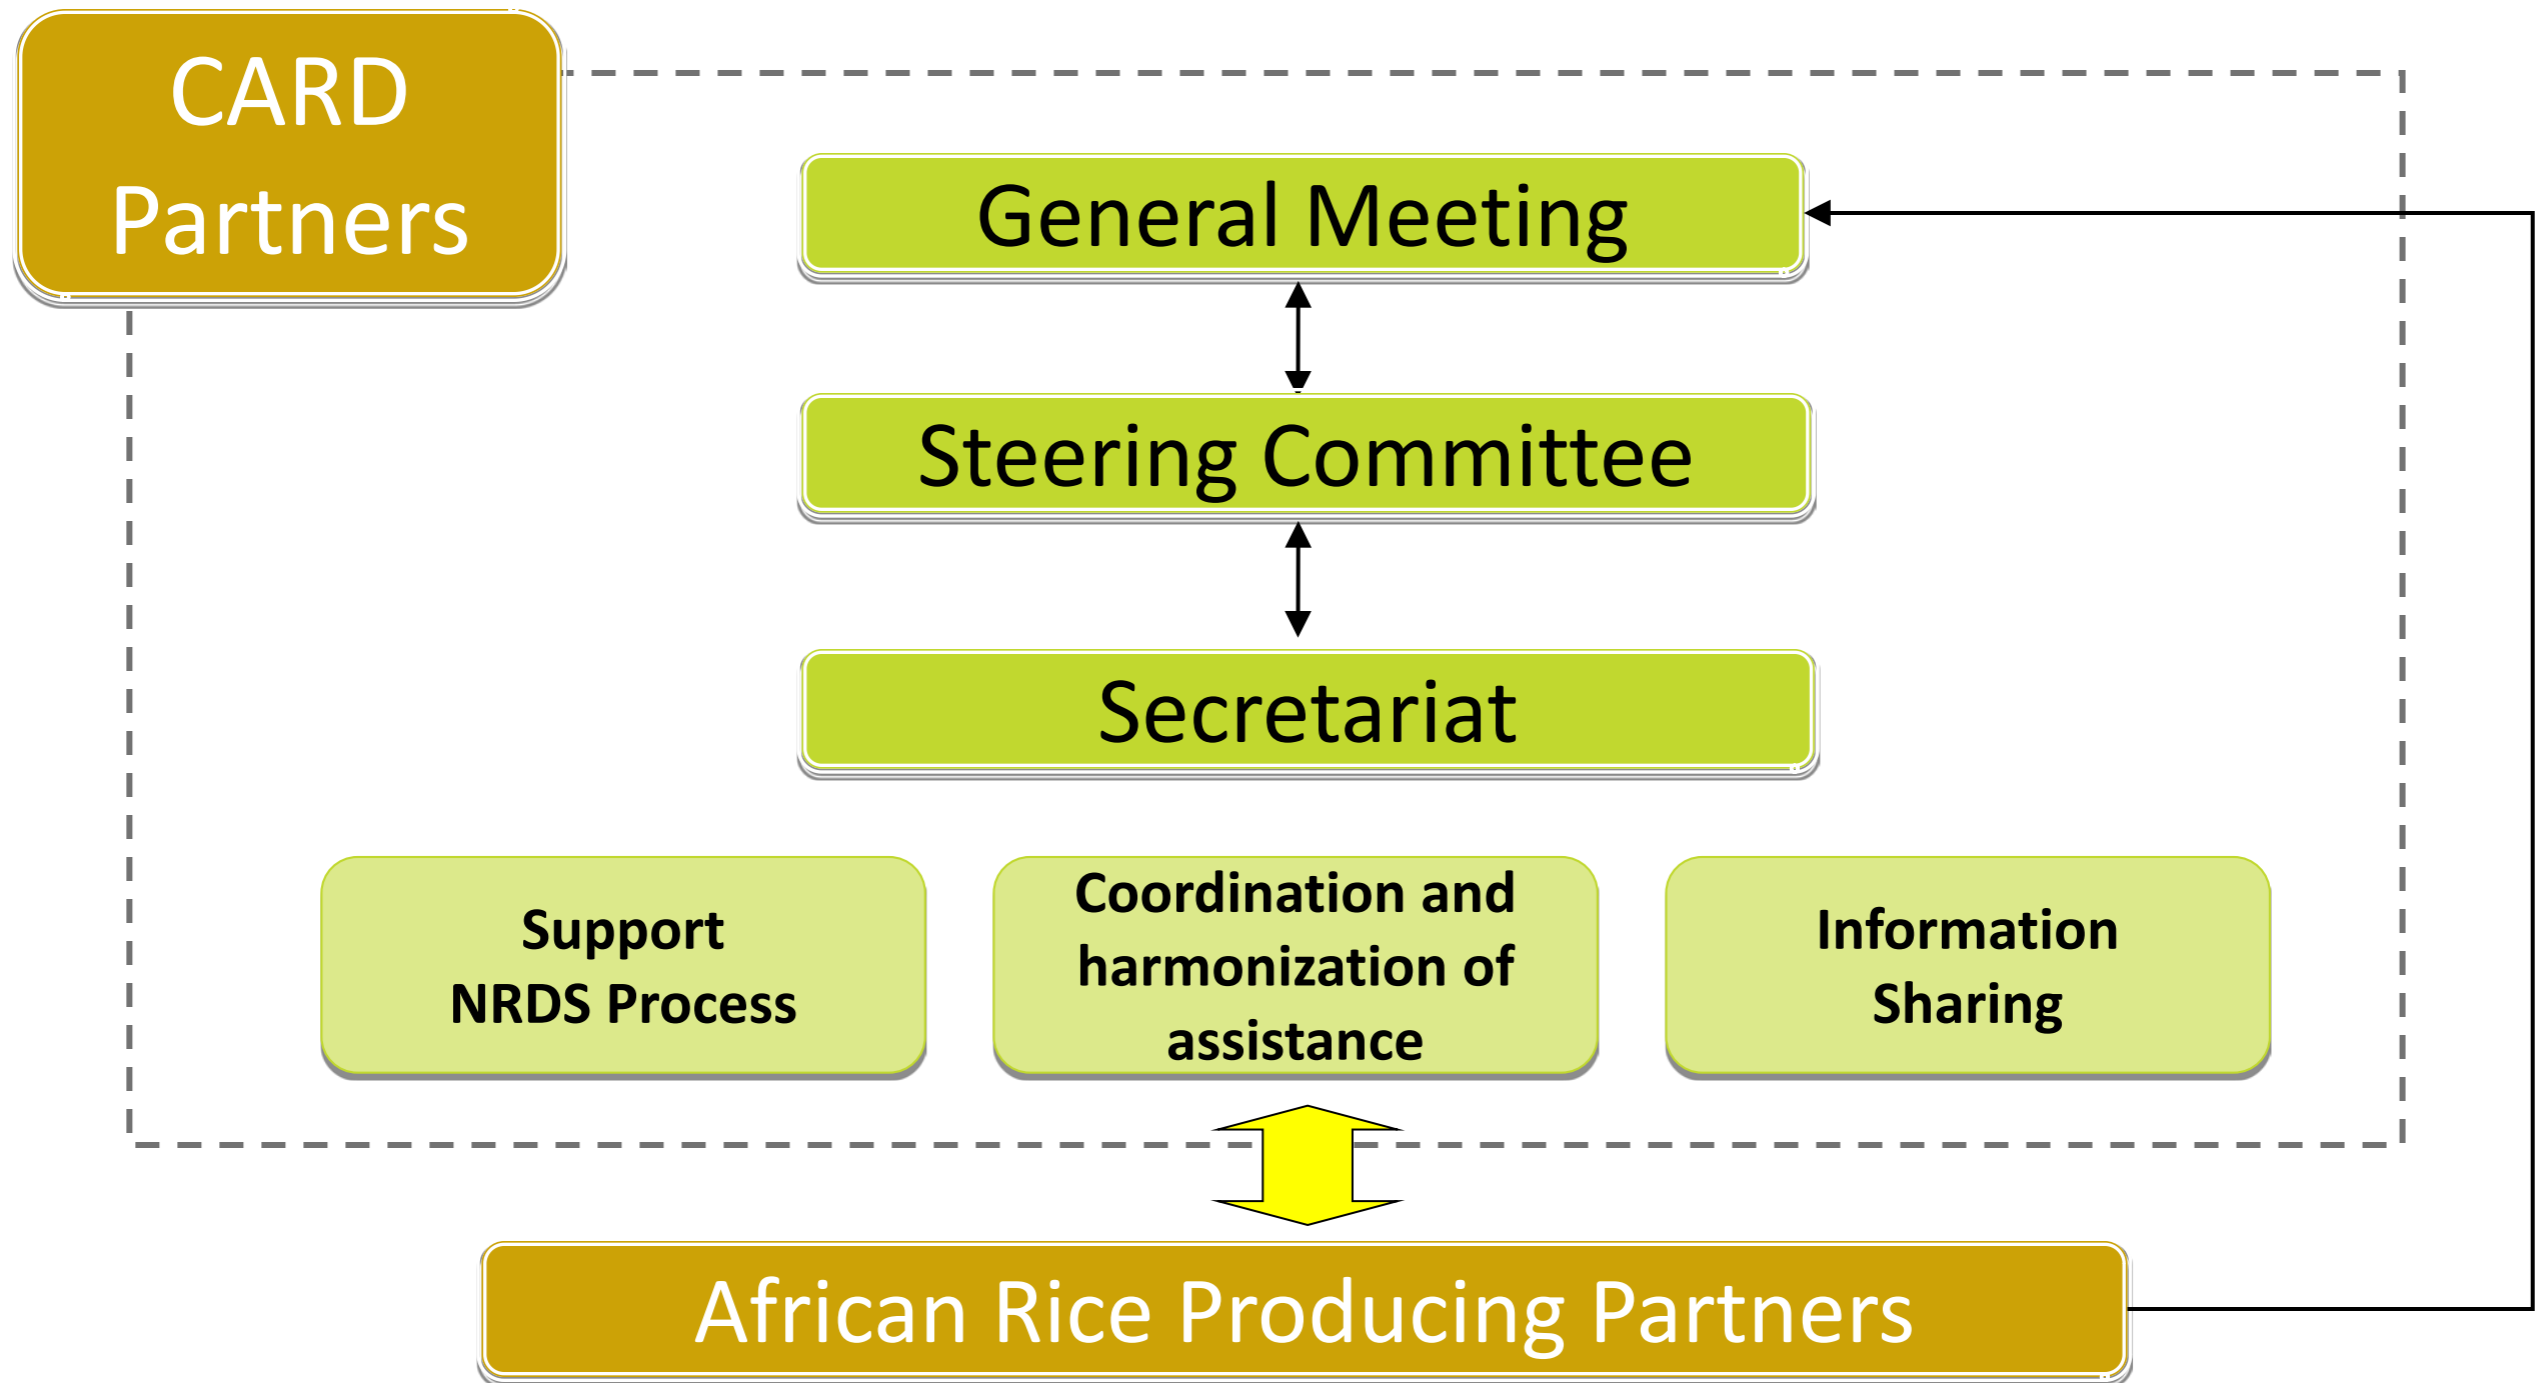 CARD
Partners
General Meeting
Steering Committee
Secretariat
Support
NRDS Process
Coordination and
harmonization of
assistance
Information
Sharing
African Rice Producing Partners